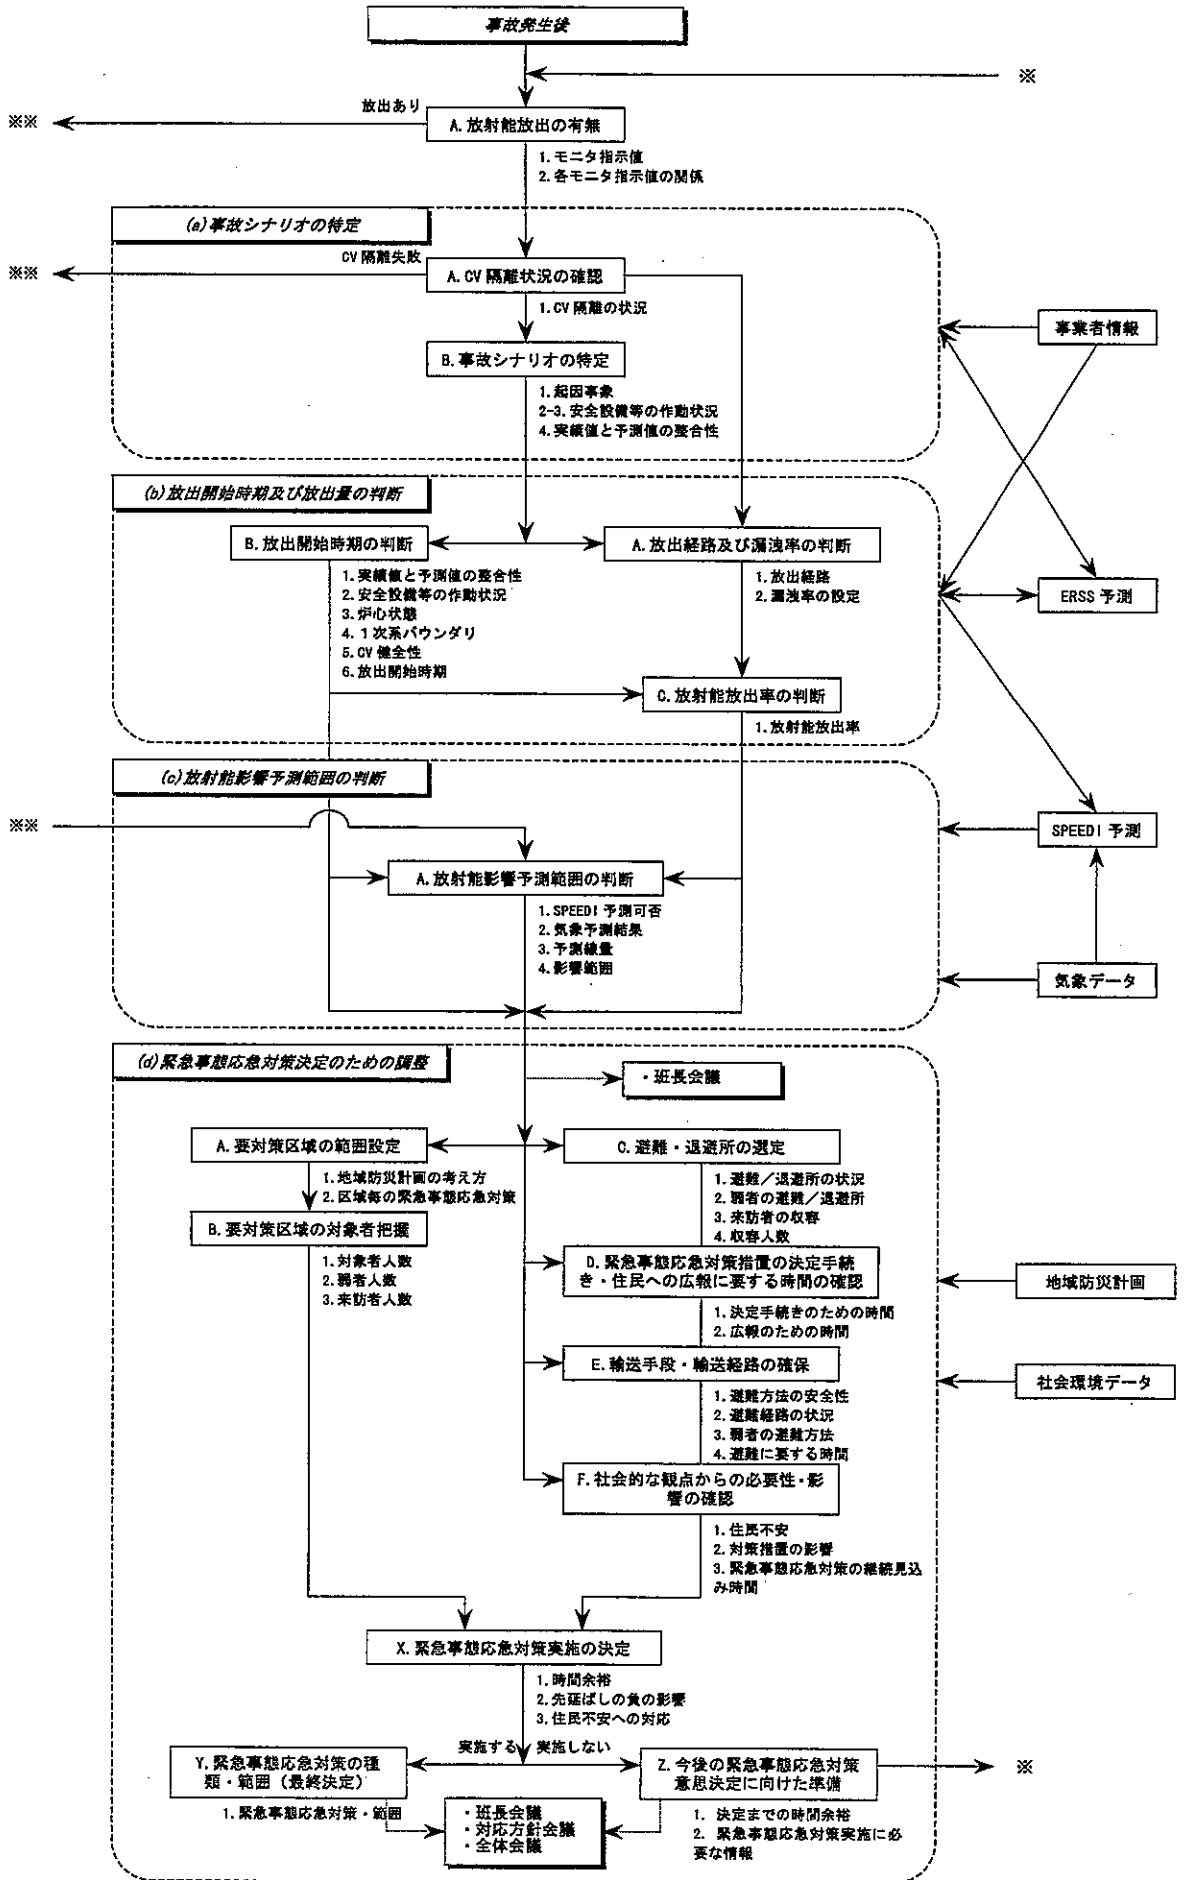 事故発生後
※
放出あり
※※
A.放射能放出の有無
1.モニタ指示値
2.各モニタ指示値の関係
(a)事故シナリオの特定
CV 隔離失敗
※※
A.CV 隔離状況の確認
1.CV 隔離の状況
事業者情報
B.事故シナリオの特定
1.起因事象
2-3.安全設備等の作動状況
4.実績値と予測値の整合性
(b)放出開始時期及び放出量の判断
B.放出開始時期の判断
A.放出経路及び漏洩率の判断
1.実績値と予測値の整合性
2.安全設備等の作動状況
3.炉心状態
4.1次系バウンダリ
5.CV 健全性
6.放出開始時期
1.放出経路
2.漏洩率の設定
ERSS 予測
C.放射能放出率の判断
1.放射能放出率
(c)放射能影響予測範囲の判断
※※
SPEEDI 予測
A.放射能影響予測範囲の判断
1.SPEEDI 予測可否
2.気象予測結果
3.予測線量
4.影響範囲
気象データ
(d)緊急事態応急対策決定のための調整
・班長会議
A.要対策区域の範囲設定
1.地域防災計画の考え方
2.区域毎の緊急事態応急対策
B.要対策区域の対象者把握
1.対象者人数
2.弱者人数
3.来訪者人数
C.避難・退避所の選定
1.避難/退避所の状況
2.弱者の避難/退避所
3.来訪者の収容
4.収容人数
D.緊急事態応急対策措置の決定手続
き・住民への広報に要する時間の確認
地域防災計画
1.決定手続きのための時間
2.広報のための時間
E.輸送手段・輸送経路の確保
社会環境データ
1.避難方法の安全性
2.避難経路の状況
3.弱者の避難方法
4.避難に要する時間
F.社会的な観点からの必要性・影
響の確認
1.住民不安
2.対策措置の影響
3.緊急事態応急対策の継続見込
み時間
X.緊急事態応急対策実施の決定
1.時間余裕
2.先延ばしの負の影響
3.住民不安への対応
実施する
実施しない
Y.緊急事態応急対策の種
類・範囲(最終決定)
1.緊急事態応急対策・範囲
Z.今後の緊急事態応急対策
意思決定に向けた準備
※
・班長会議
・対応方針会議
・全体会議
1. 決定までの時間余裕
2. 緊急事態応急対策実施に必
要な情報